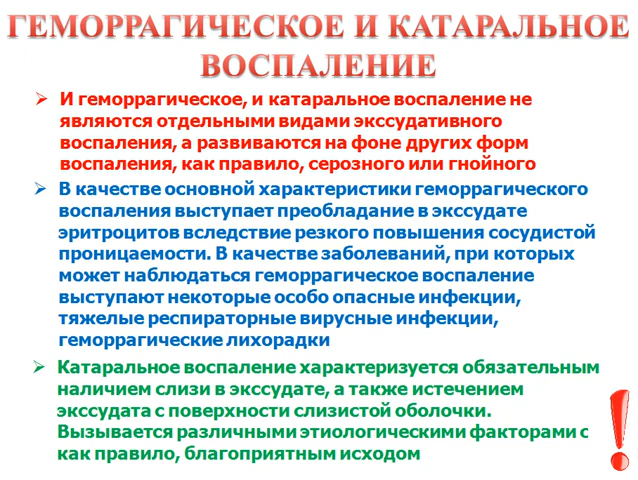 ГЕМОРРАГИЧЕСКОЕ И КАТАРАЛЬНОЕ
ВОСПАЛЕНИЕ
И геморрагическое, и катаральное воспаление не
являются отдельными видами экссудативного
воспаления, а развиваются на фоне других форм
воспаления, как правило, серозного или гнойного
В качестве основной характеристики геморрагического
воспаления выступает преобладание в экссудате
эритроцитов вследствие резкого повышения сосудистой
проницаемости. В качестве заболеваний, при которых
может наблюдаться геморрагическое воспаление
выступают некоторые особо опасные инфекции,
тяжелые респираторные вирусные инфекции,
геморрагические лихорадки
Катаральное воспаление характеризуется обязательным
наличием слизи в экссудате, а также истечением
экссудата с поверхности слизистой оболочки.
Вызывается различными этиологическими факторами с
как правило, благоприятным исходом
!